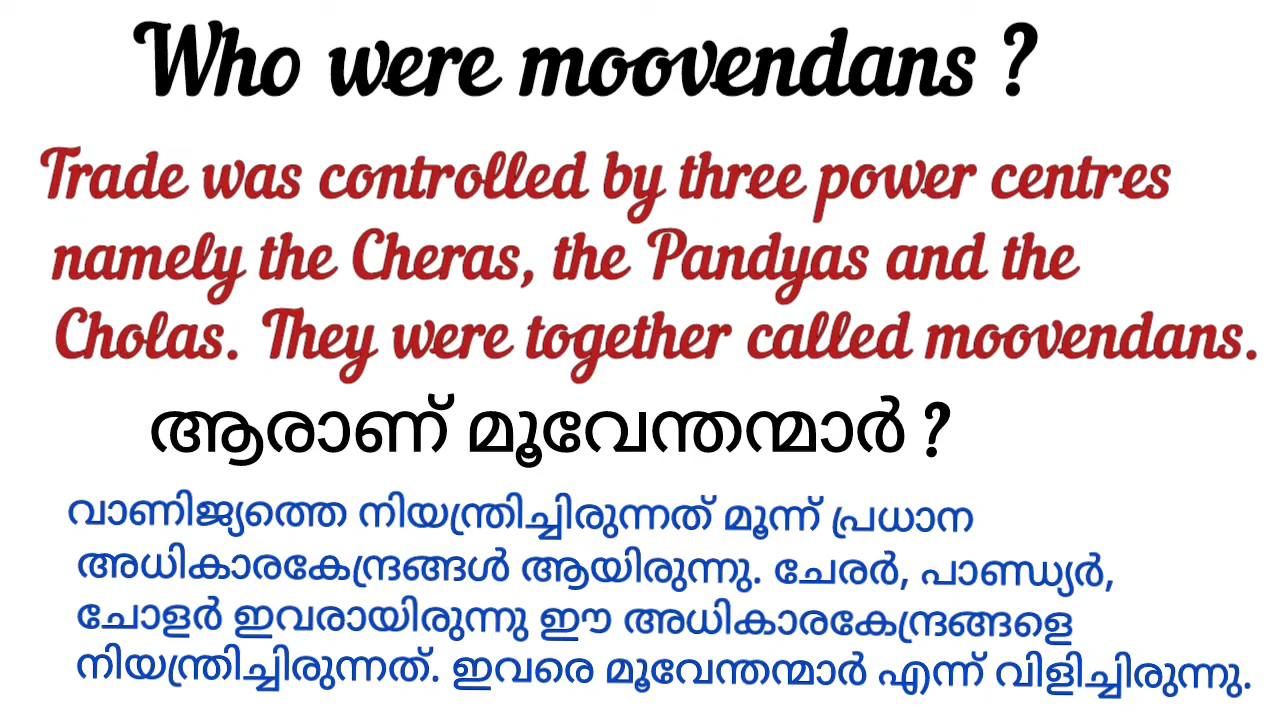 Who were moovendans ?
Trade was controlled by three power centres
namely the Cheras, the Pandyas and the
Cholas. They were together called moovendans.
ആരാണ് മൂവേന്തന്മാർ ?
വാണിജ്യത്തെ നിയന്ത്രിച്ചിരുന്നത് മൂന്ന് പ്രധാന
അധികാരകേന്ദ്രങ്ങൾ ആയിരുന്നു. ചേരർ, പാണ്ഡ്യർ,
ചോളർ ഇവരായിരുന്നു ഈ അധികാരകേന്ദ്രങ്ങളെ
നിയന്ത്രിച്ചിരുന്നത്. ഇവരെ മൂവേന്തന്മാർ എന്ന് വിളിച്ചിരുന്നു.